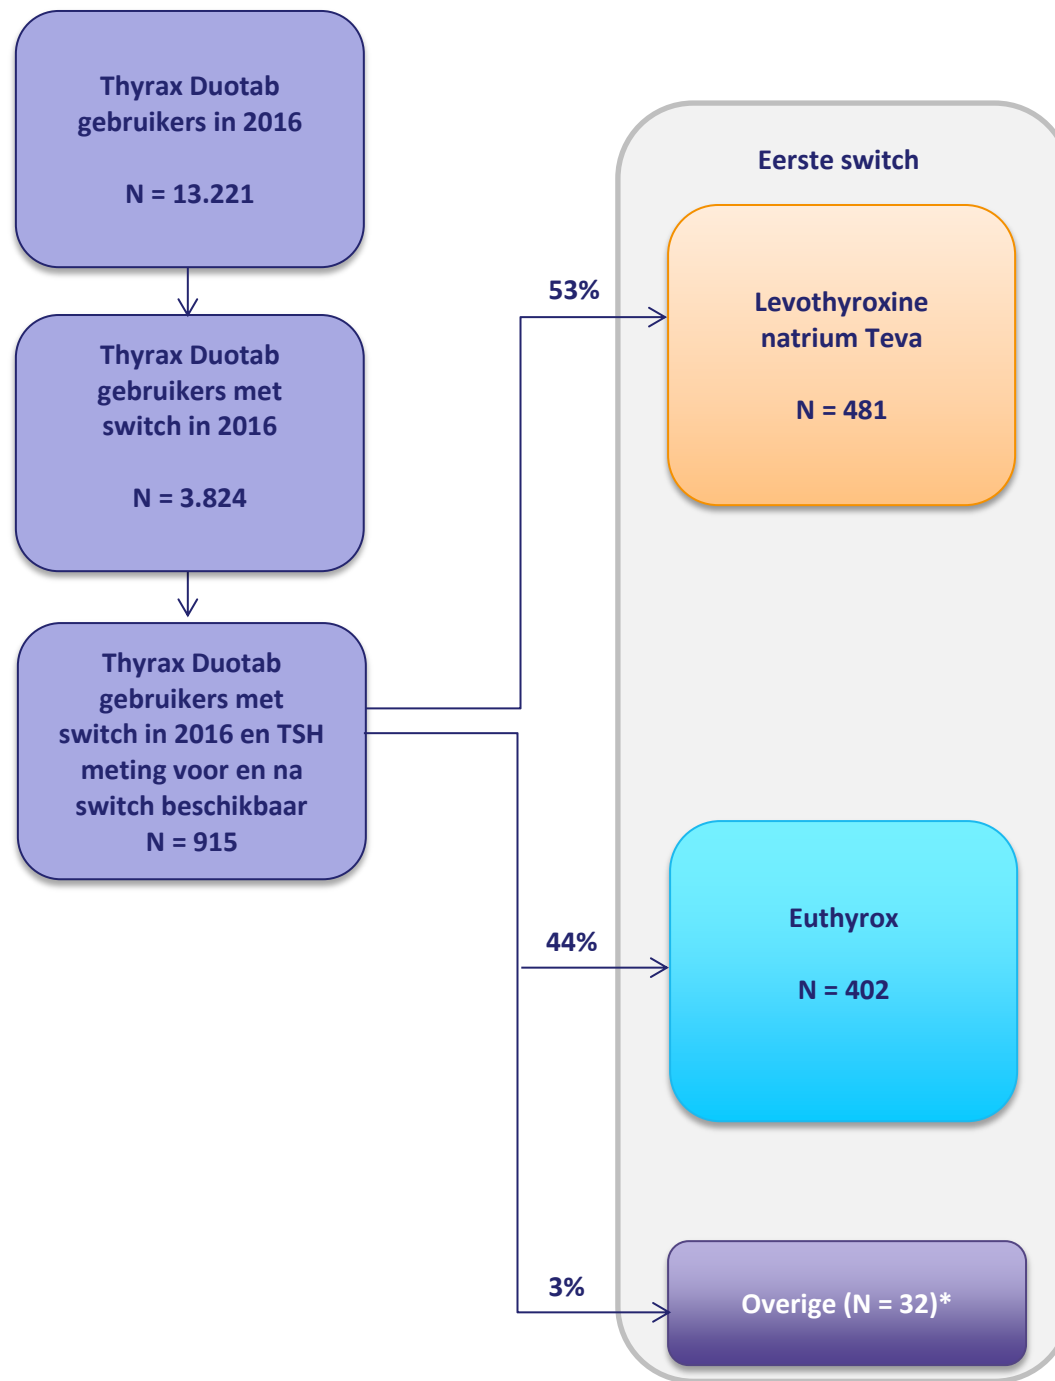 Thyrax Duotab
gebruikers in 2016
N = 13.221
Thyrax Duotab
gebruikers met
switch in 2016
N = 3.824
Thyrax Duotab
gebruikers met
switch in 2016 en TSH
meting voor en na
switch beschikbaar
N = 915
Eerste switch
53%
Levothyroxine
natrium Teva
N = 481
44%
Euthyrox
N = 402
3%
Overige (N = 32)*